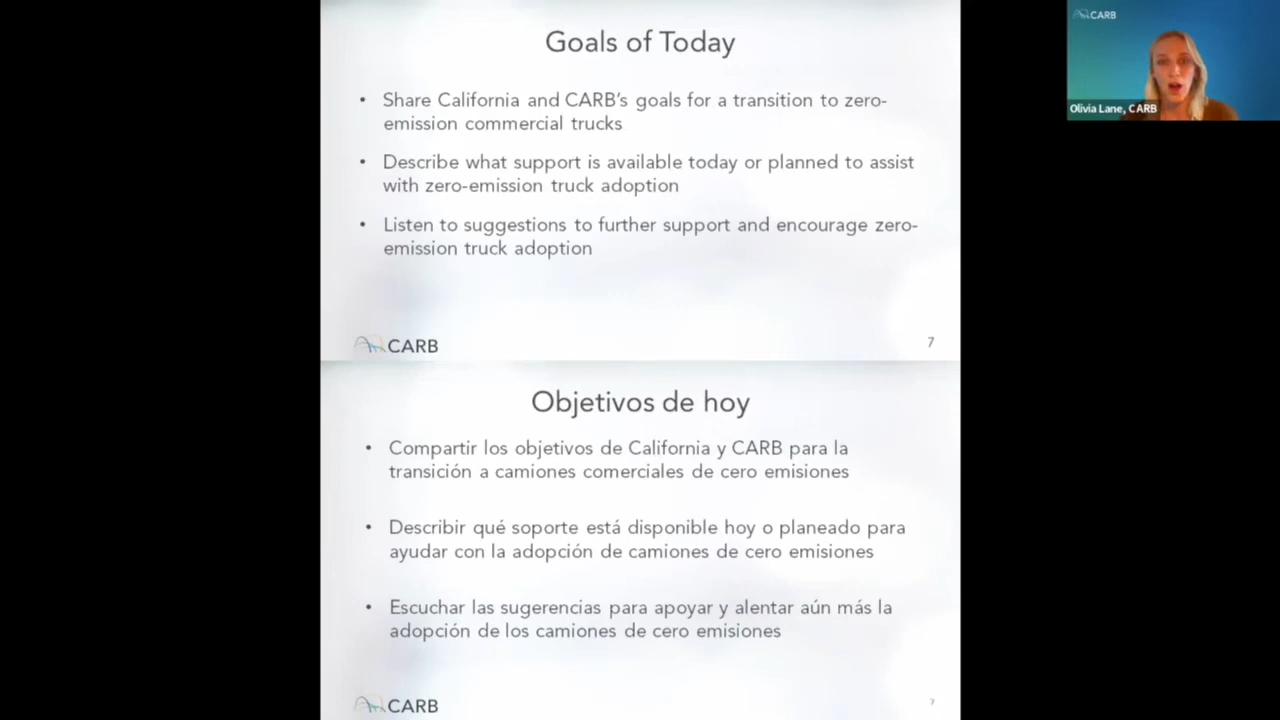 Goals of Today
• Share California and CARB's goals for a transition to zero-
emission commercial trucks
• Describe what support is available today or planned to assist
with zero-emission truck adoption
• Listen to suggestions to further support and encourage zero-
emission truck adoption
CARB
7
Objetivos de hoy
• Compartir los objetivos de California y CARB para la
transición a camiones comerciales de cero emisiones
• Describir qué soporte está disponible hoy o planeado para
ayudar con la adopción de camiones de cero emisiones
• Escuchar las sugerencias para apoyar y alentar aún más la
adopción de los camiones de cero emisiones
CARB
7
CARB
Olivia Lane, CARB